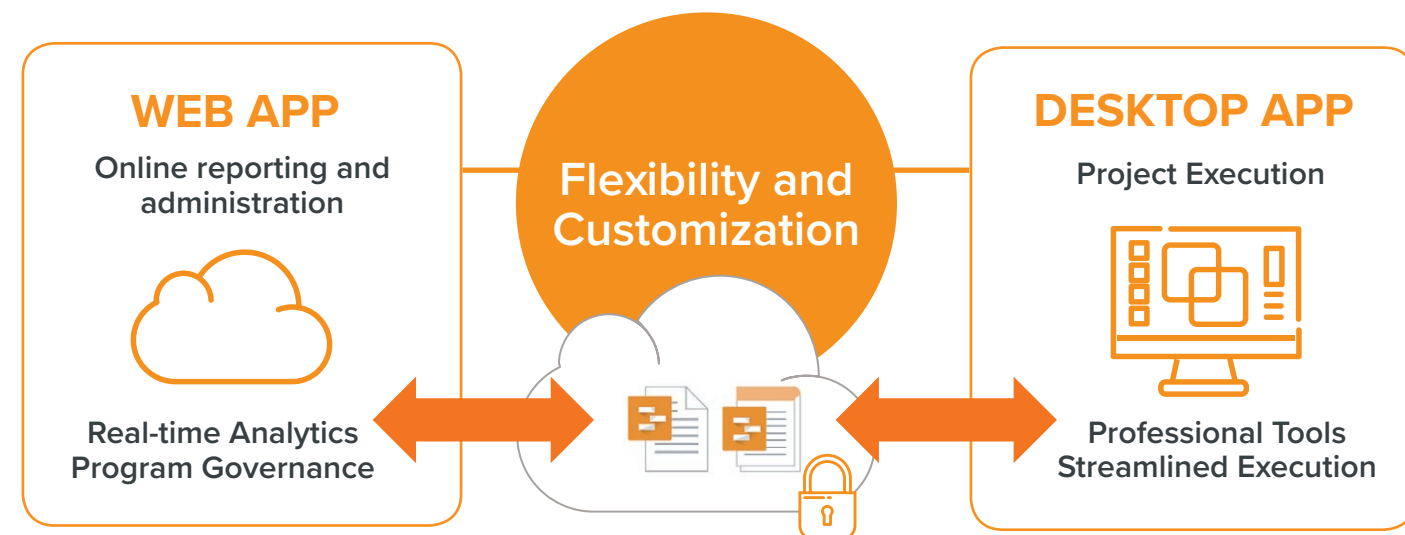 WEB APP
Online reporting and
administration
Real-time Analytics
Program Governance
Flexibility and
Customization
DESKTOP APP
Project Execution
Professional Tools
Streamlined Execution